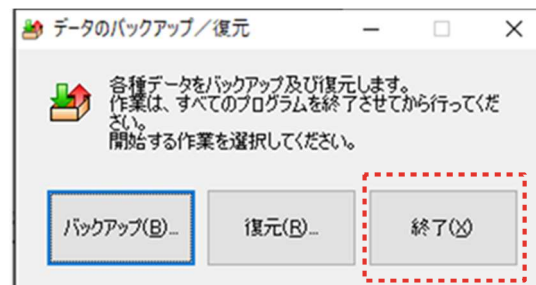 データのバックアップ／復元
各種データをバックアップ及び復元します。
作業は、すべてのプログラムを終了させてから行ってくだ
さい。
開始する作業を選択してください。
バックアップ(B)... 復元(R)... 終了(X)